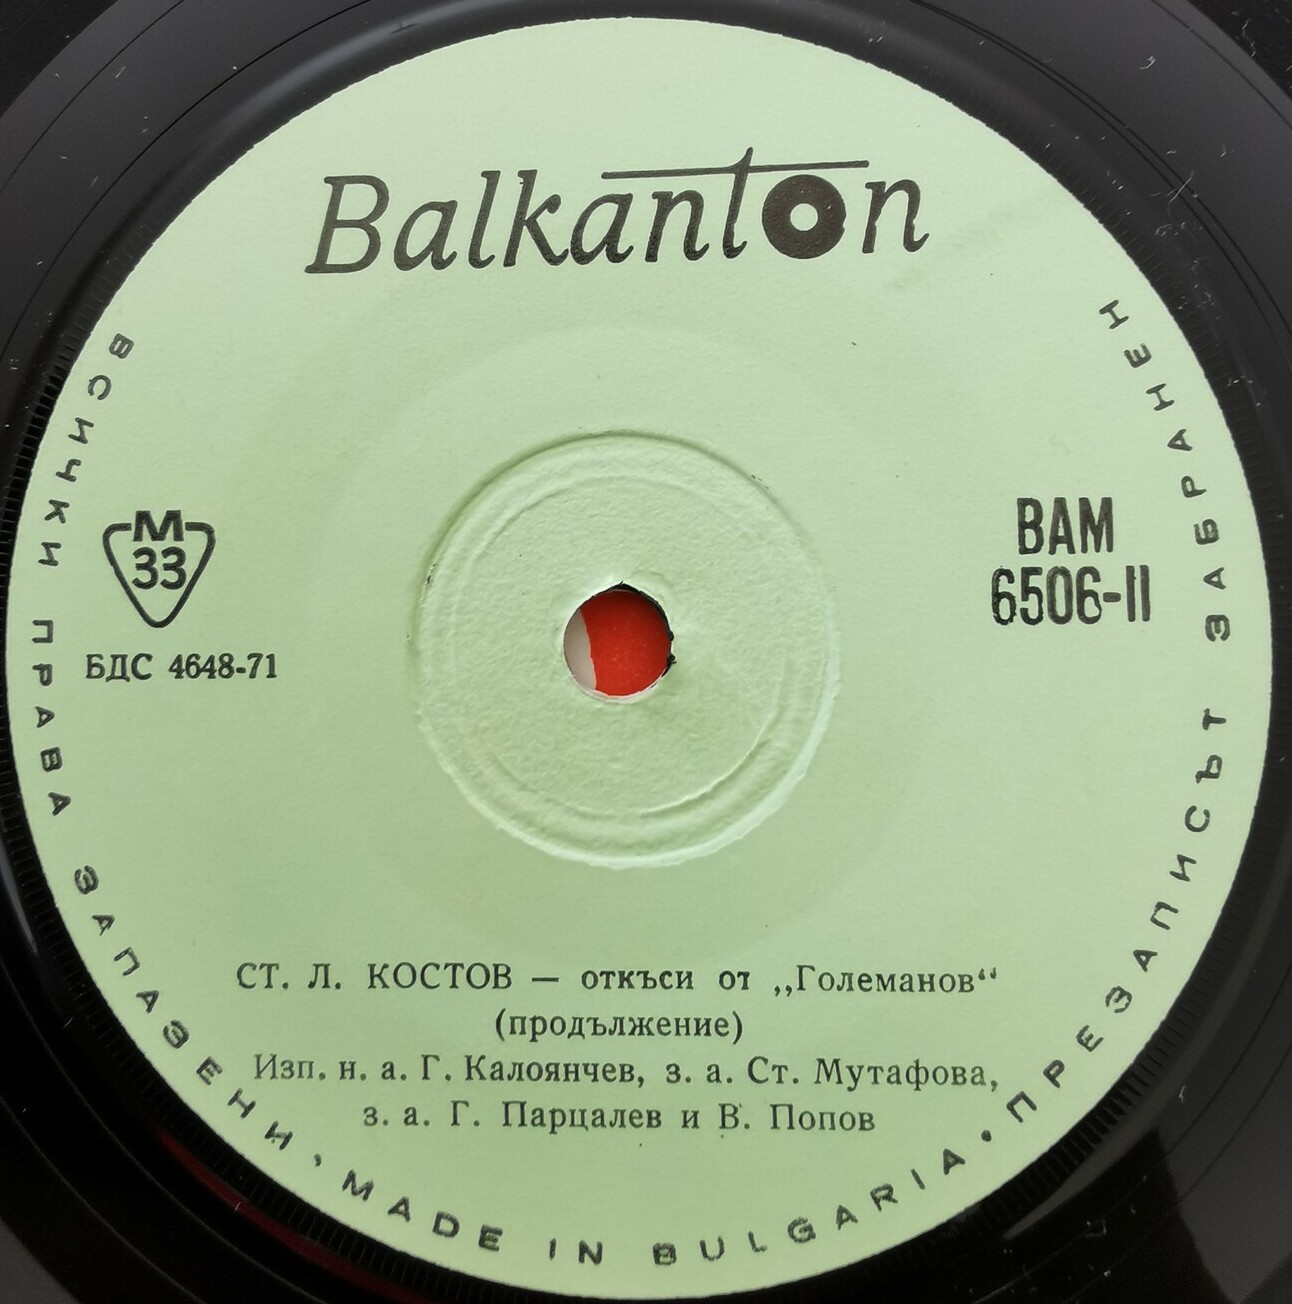 Balkanton
М
33
БДС 4648-71
ВАМ
6506-II
СТ. Л. КОСТОВ — откъси от „Големанов“
(продължение)
Изп. н. а. Г. Калоянчев, з. а. Ст. Мутафова,
з. а. Г. Парцалев и В. Попов
ВСИЧКИ ПРАВА ЗАПАЗЕНИ · MADE IN BULGARIA · ПРЕЗАПИСЪТ ЗАБРАНЕН